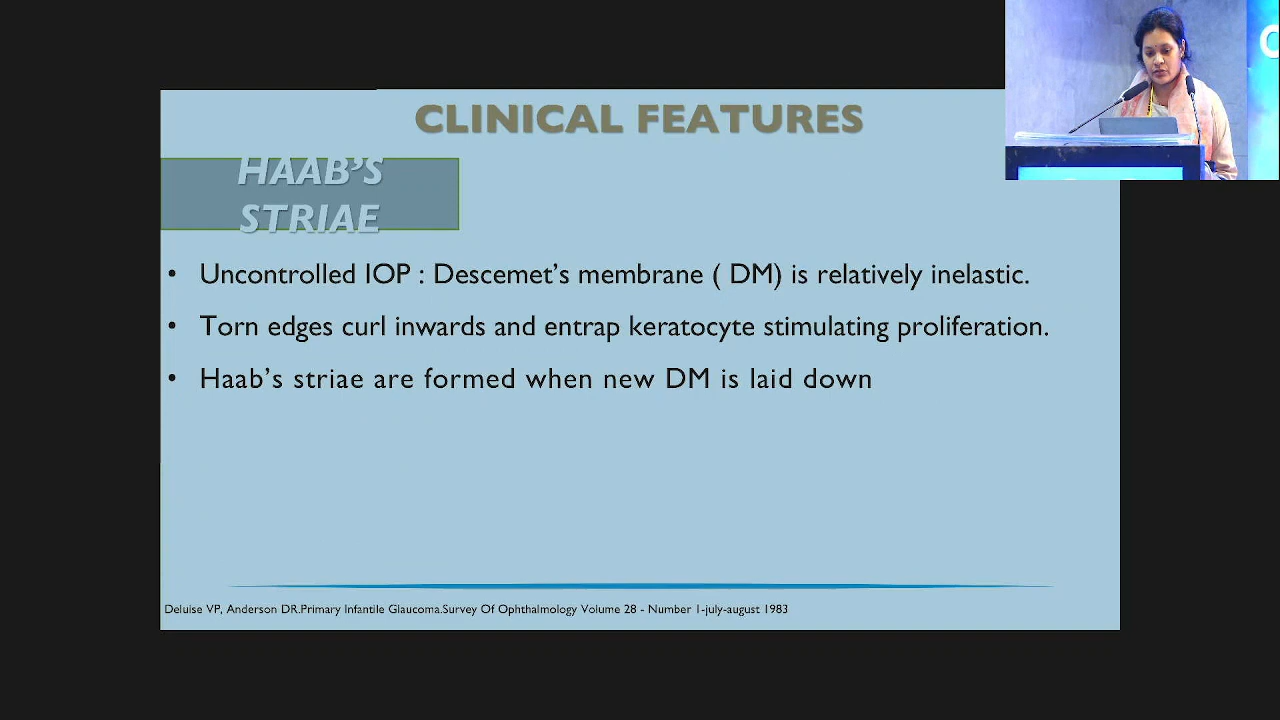 CLINICAL FEATURES
HAAB'S
STRIAE
• Uncontrolled IOP : Descemet's membrane ( DM) is relatively inelastic.
• Torn edges curl inwards and entrap keratocyte stimulating proliferation.
• Haab's striae are formed when new DM is laid down
Deluise VP, Anderson DR.Primary Infantile Glaucoma.Survey Of Ophthalmology Volume 28 - Number 1-july-august 1983